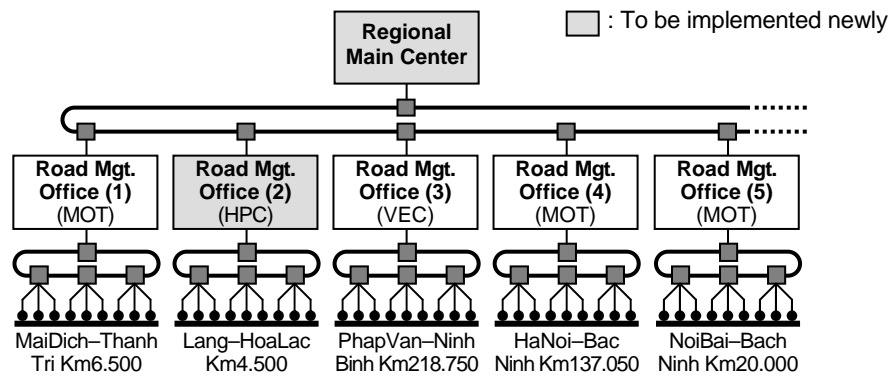 : To be implemented newly
Regional
Main Center
Road Mgt.
Office (1)
(MOT)
Road Mgt.
Office (2)
(HPC)
Road Mgt.
Office (3)
(VEC)
Road Mgt.
Office (4)
(MOT)
Road Mgt.
Office (5)
(MOT)
MaiDich–Thanh
Tri Km6.500
Lang–HoaLac
Km4.500
PhapVan–Ninh
Binh Km218.750
HaNoi–Bac
Ninh Km137.050
NoiBai–Bach
Ninh Km20.000